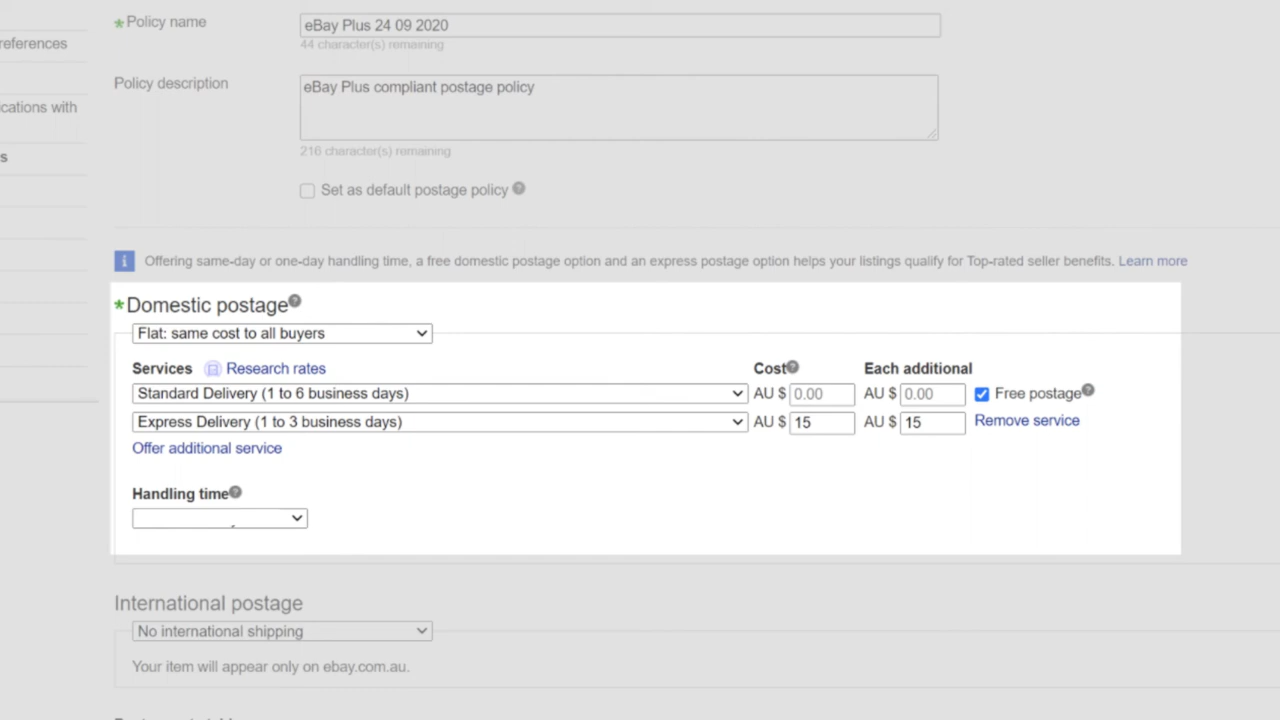 *Policy name
eBay Plus 24 09 2020
44 character(s) remaining
references
Policy description
eBay Plus compliant postage policy
cations with
216 character(s) remaining
s
Set as default postage policy ?
i Offering same-day or one-day handling time, a free domestic postage option and an express postage option helps your listings qualify for Top-rated seller benefits. Learn more
*Domestic postage ?
Flat: same cost to all buyers
Services Research rates Cost ? Each additional
Standard Delivery (1 to 6 business days) AU $ 0.00 AU $ 0.00 Free postage ?
Express Delivery (1 to 3 business days) AU $ 15 AU $ 15 Remove service
Offer additional service
Handling time ?
International postage
No international shipping
Your item will appear only on ebay.com.au.